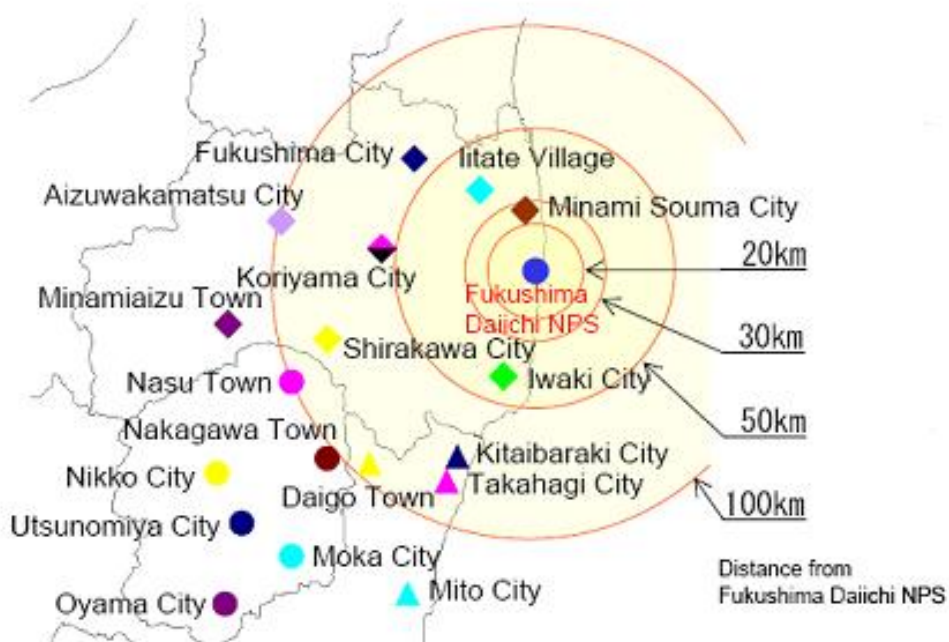 Fukushima City
Iitate Village
Aizuwakamatsu City
Minami Souma City
20km
Koriyama City
Fukushima
Daiichi NPS
Minamiaizu Town
30km
Shirakawa City
Nasu Town
Iwaki City
50km
Nakagawa Town
Kitaibaraki City
Nikko City
Daigo Town
Takahagi City
100km
Utsunomiya City
Moka City
Mito City
Distance from
Fukushima Daiichi NPS
Oyama City